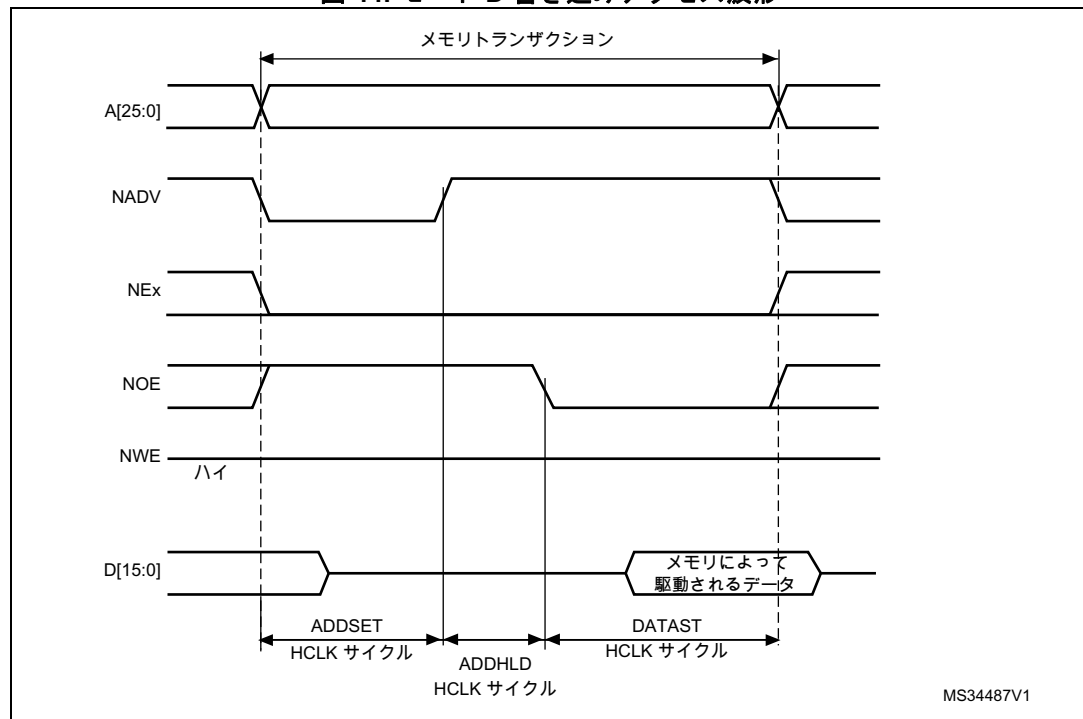 メモリトランザクション
A[25:0]
NADV
NEx
NOE
NWE
ハイ
D[15:0]
メモリによって
駆動されるデータ
ADDSET
HCLK サイクル
ADDHLD
HCLK サイクル
DATAST
HCLK サイクル
MS34487V1